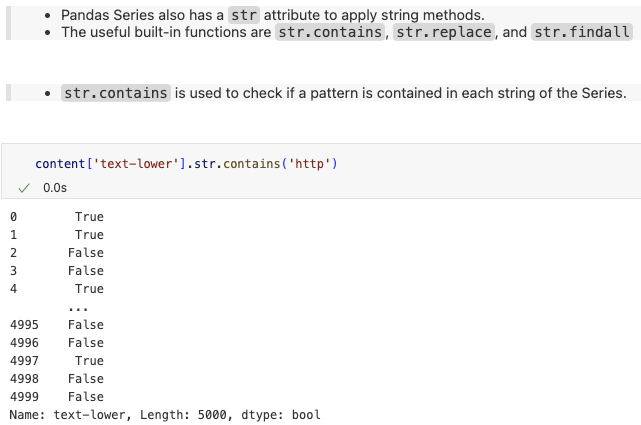 • Pandas Series also has a str attribute to apply string methods.
• The useful built-in functions are str.contains, str.replace, and str.findall
• str.contains is used to check if a pattern is contained in each string of the Series.
content['text-lower'].str.contains('http')
✓ 0.0s
0        True
1        True
2       False
3       False
4        True
        ...
4995    False
4996    False
4997     True
4998    False
4999    False
Name: text-lower, Length: 5000, dtype: bool